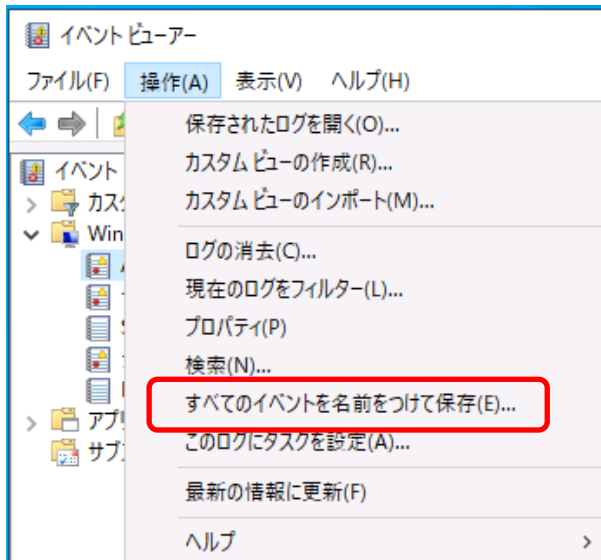 イベント ビューアー
ファイル(F) 操作(A) 表示(V) ヘルプ(H)
保存されたログを開く(O)...
イベント
カスタム ビューの作成(R)...
カス
カスタム ビューのインポート(M)...
Win
ログの消去(C)...
現在のログをフィルター(L)...
プロパティ(P)
検索(N)...
すべてのイベントを名前をつけて保存(E)...
アプ
このログにタスクを設定(A)...
サブ
最新の情報に更新(F)
ヘルプ